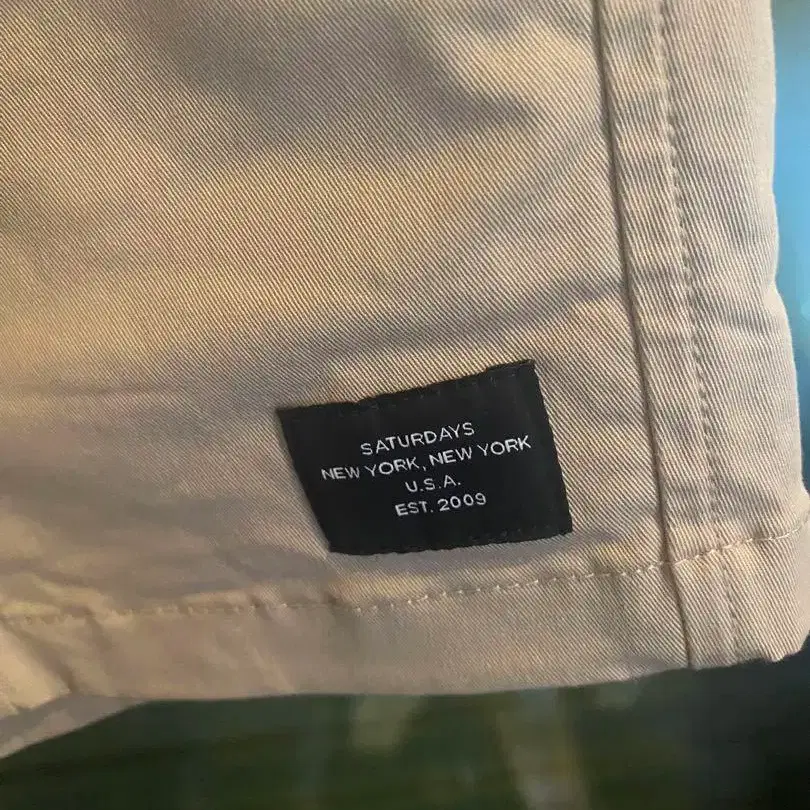 SATURDAYS
NEW YORK, NEW YORK
U.S.A.
EST. 2009